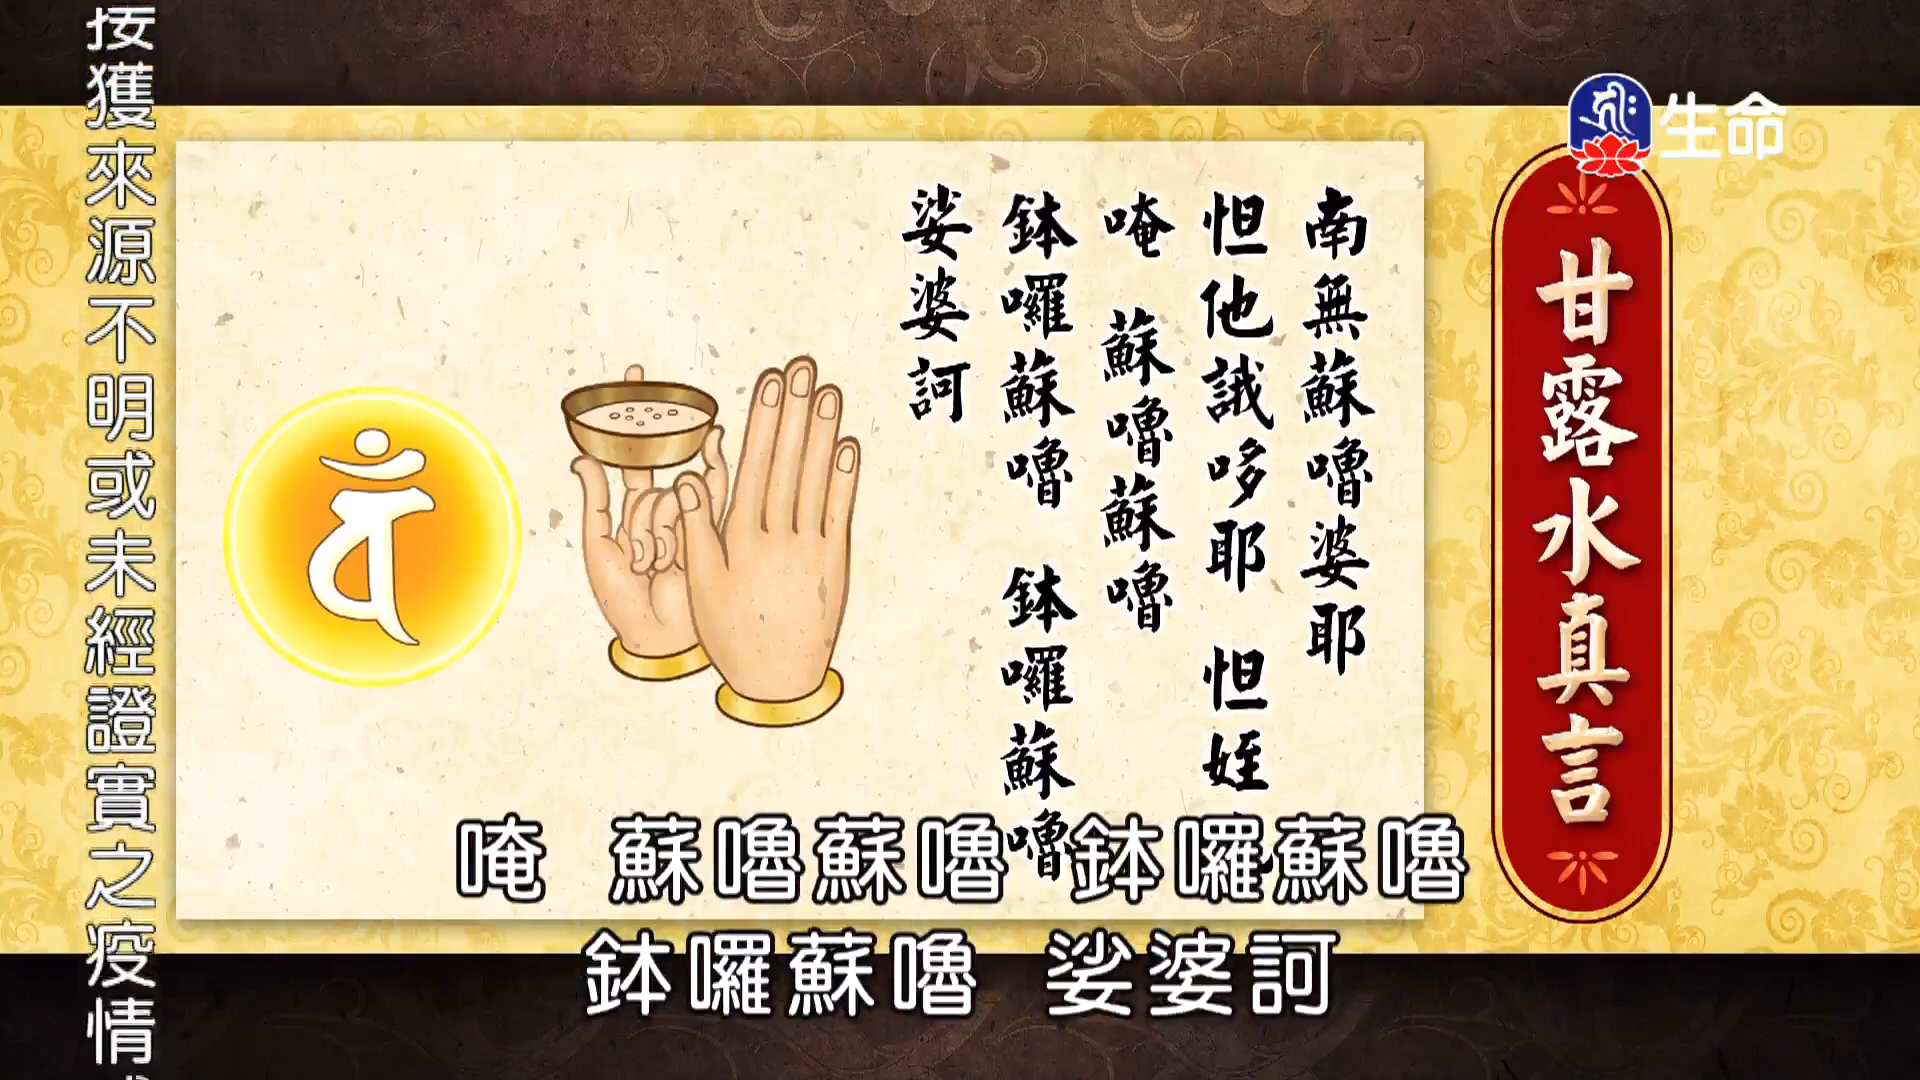 生命
甘露水真言
南無蘇嚕婆耶
怛他誐哆耶 怛姪
唵 蘇嚕蘇嚕
鉢囉蘇嚕 鉢囉蘇嚕
娑婆訶
唵 蘇嚕蘇嚕 鉢囉蘇嚕
鉢囉蘇嚕 娑婆訶
接獲來源不明或未經證實之疫情